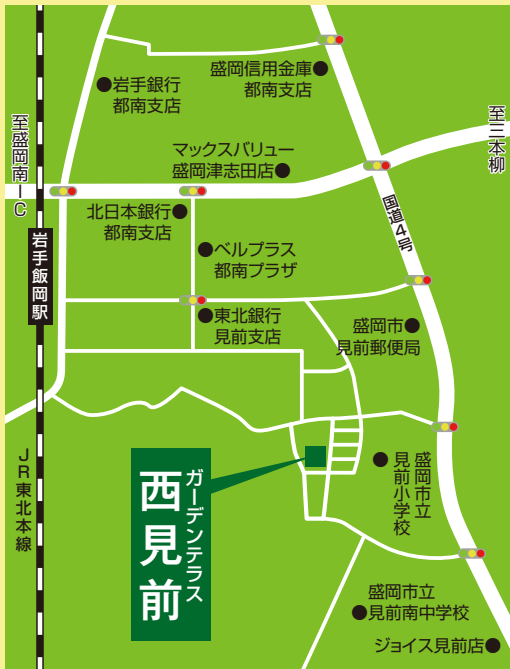 盛岡信用金庫
都南支店
岩手銀行
都南支店
至三本柳
至盛岡南IC
マックスバリュー
盛岡津志田店
国道4号
北日本銀行
都南支店
岩手飯岡駅
ベルプラス
都南プラザ
東北銀行
見前支店
盛岡市
見前郵便局
JR東北本線
ガーデンテラス
西見前
盛岡市立
見前小学校
盛岡市立
見前南中学校
ジョイス見前店